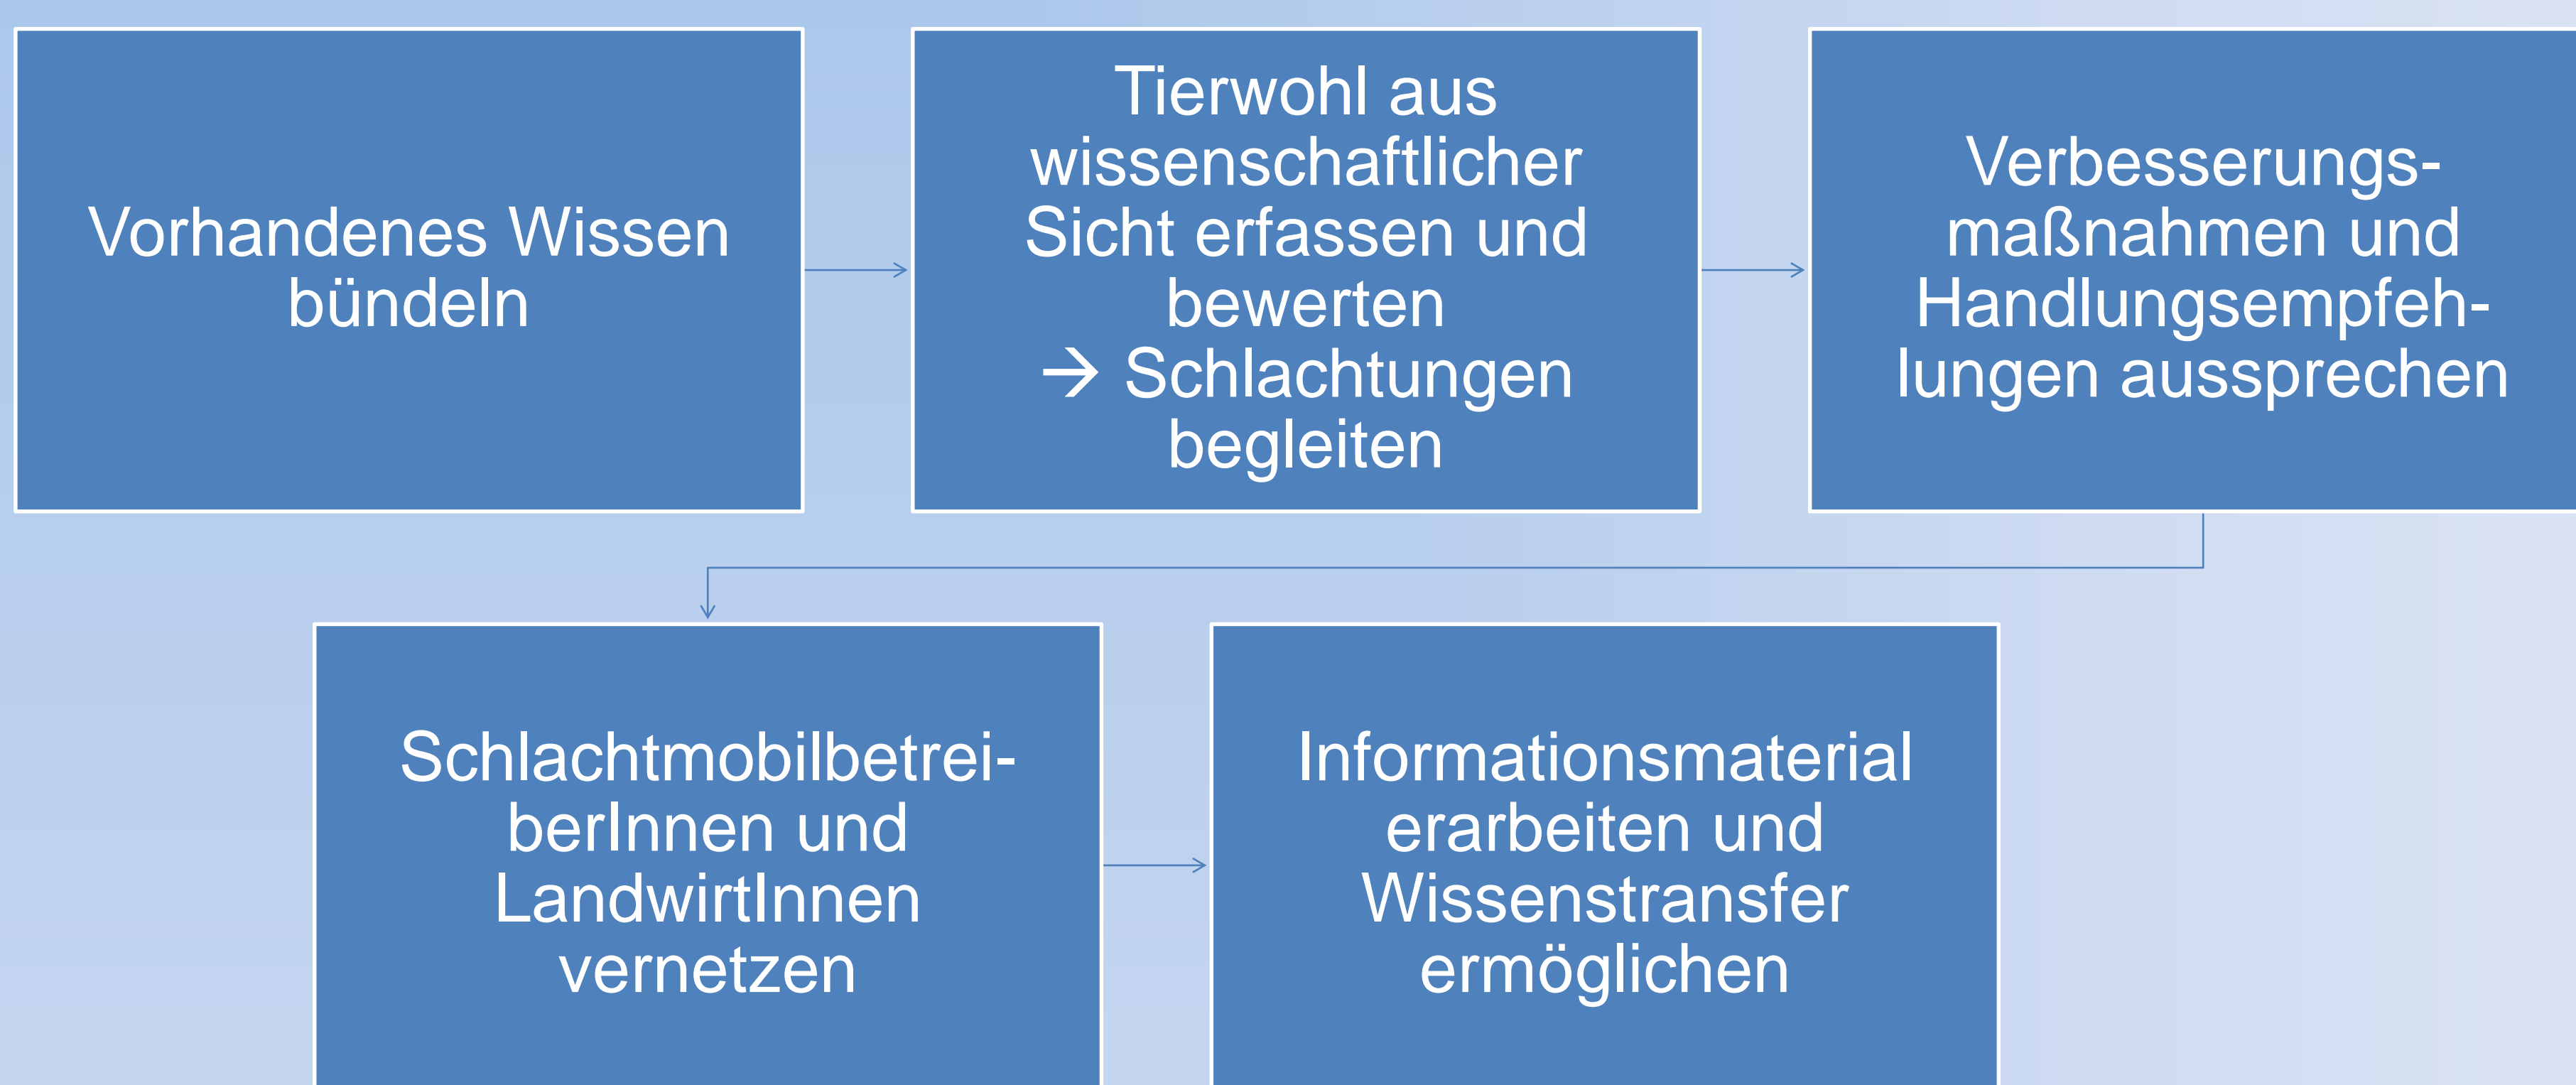 Vorhandenes Wissen
bündeln
Tierwohl aus
wissenschaftlicher
Sicht erfassen und
bewerten
→ Schlachtungen
begleiten
Verbesserungs-
maßnahmen und
Handlungsempfeh-
lungen aussprechen
Schlachtmobilbetrei-
berInnen und
LandwirtInnen
vernetzen
Informationsmaterial
erarbeiten und
Wissenstransfer
ermöglichen